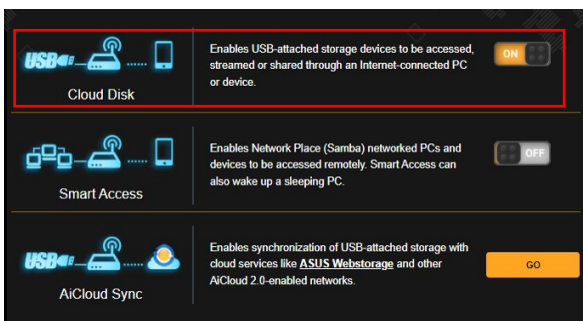 USB
Enables USB-attached storage devices to be accessed,
streamed or shared through an Internet-connected PC
or device.
ON
Cloud Disk
Enables Network Place (Samba) networked PCs and
devices to be accessed remotely. Smart Access can
also wake up a sleeping PC.
OFF
Smart Access
USB
Enables synchronization of USB-attached storage with
cloud services like ASUS Webstorage and other
AiCloud 2.0-enabled networks.
GO
AiCloud Sync